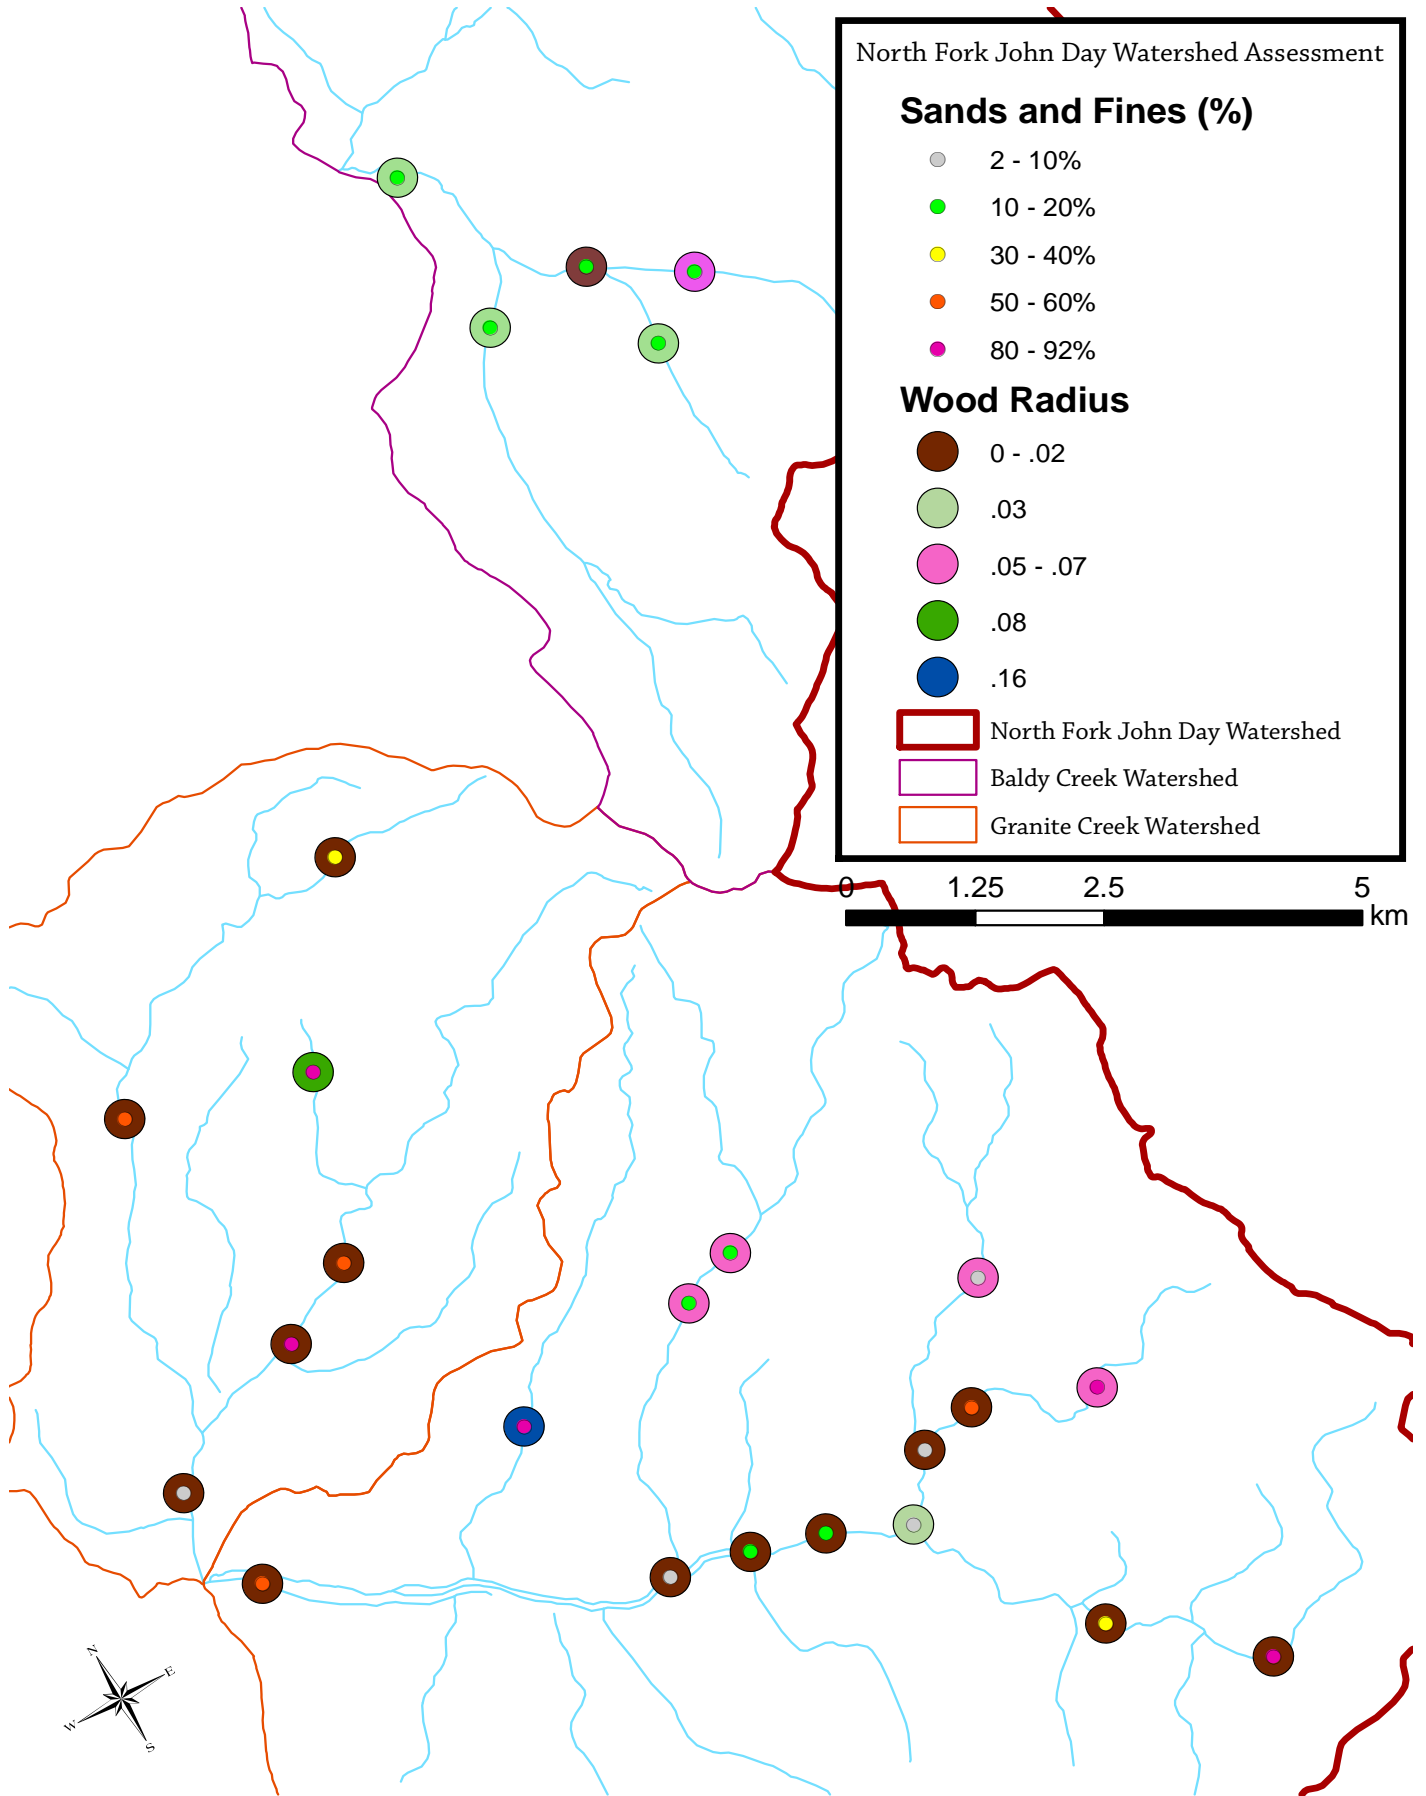 North Fork John Day Watershed Assessment
Sands and Fines (%)
2 - 10%
10 - 20%
30 - 40%
50 - 60%
80 - 92%
Wood Radius
0 - .02
.03
.05 - .07
.08
.16
North Fork John Day Watershed
Baldy Creek Watershed
Granite Creek Watershed
0 1.25 2.5 5
km
N
E
W
S